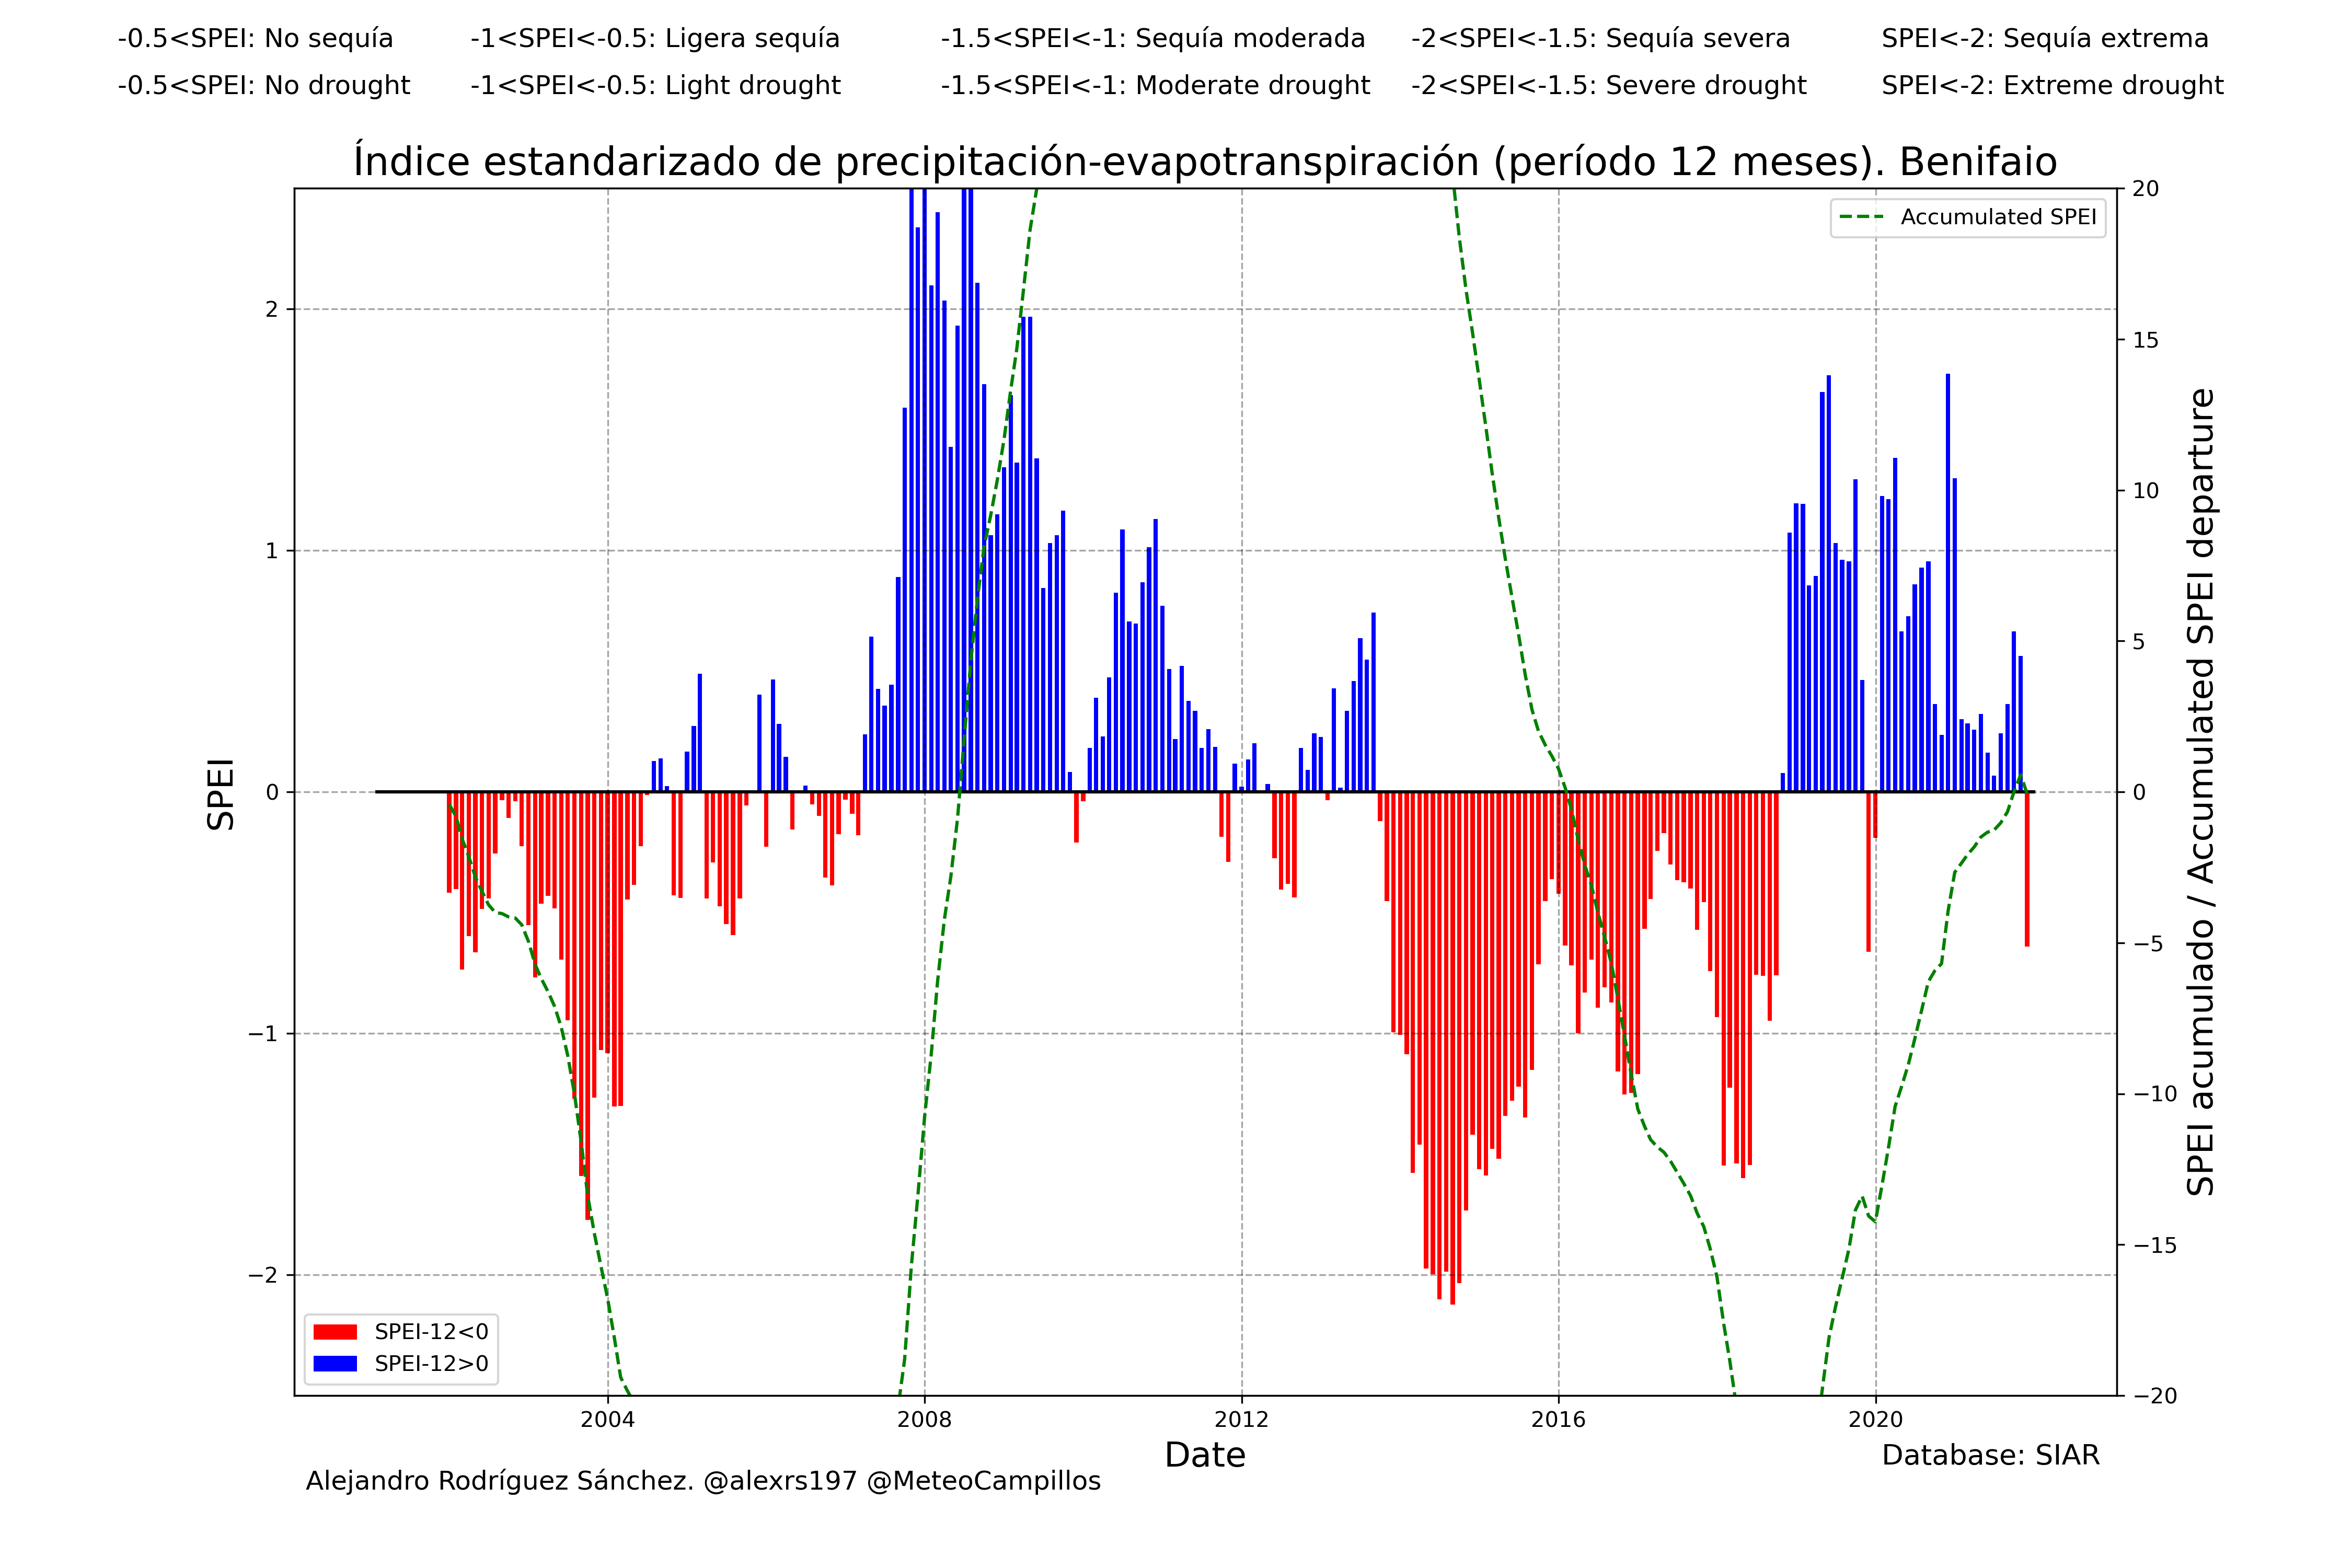 -0.5<SPEI: No sequía -1<SPEI<-0.5: Ligera sequía -1.5<SPEI<-1: Sequía moderada -2<SPEI<-1.5: Sequía severa SPEI<-2: Sequía extrema
-0.5<SPEI: No drought -1<SPEI<-0.5: Light drought -1.5<SPEI<-1: Moderate drought -2<SPEI<-1.5: Severe drought SPEI<-2: Extreme drought
Índice estandarizado de precipitación-evapotranspiración (período 12 meses). Benifaio
SPEI
2
1
0
−1
−2
Accumulated SPEI
SPEI-12<0
SPEI-12>0
20
15
10
5
0
−5
−10
−15
−20
SPEI acumulado / Accumulated SPEI departure
2004 2008 2012 2016 2020
Date
Database: SIAR
Alejandro Rodríguez Sánchez. @alexrs197 @MeteoCampillos